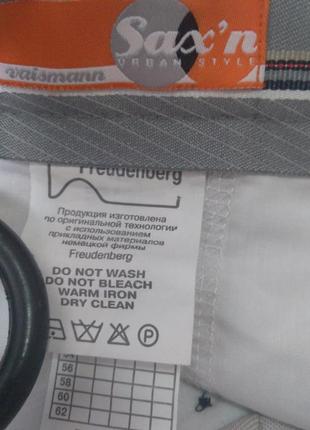 Sax'n
URBAN STYLE
vaismann
Freudenberg
Продукция изготовлена
по оригинальной технологии
с использованием
прикладных материалов
немецкой фирмы
Freudenberg
DO NOT WASH
DO NOT BLEACH
WARM IRON
DRY CLEAN
P
54
56
58
60
62